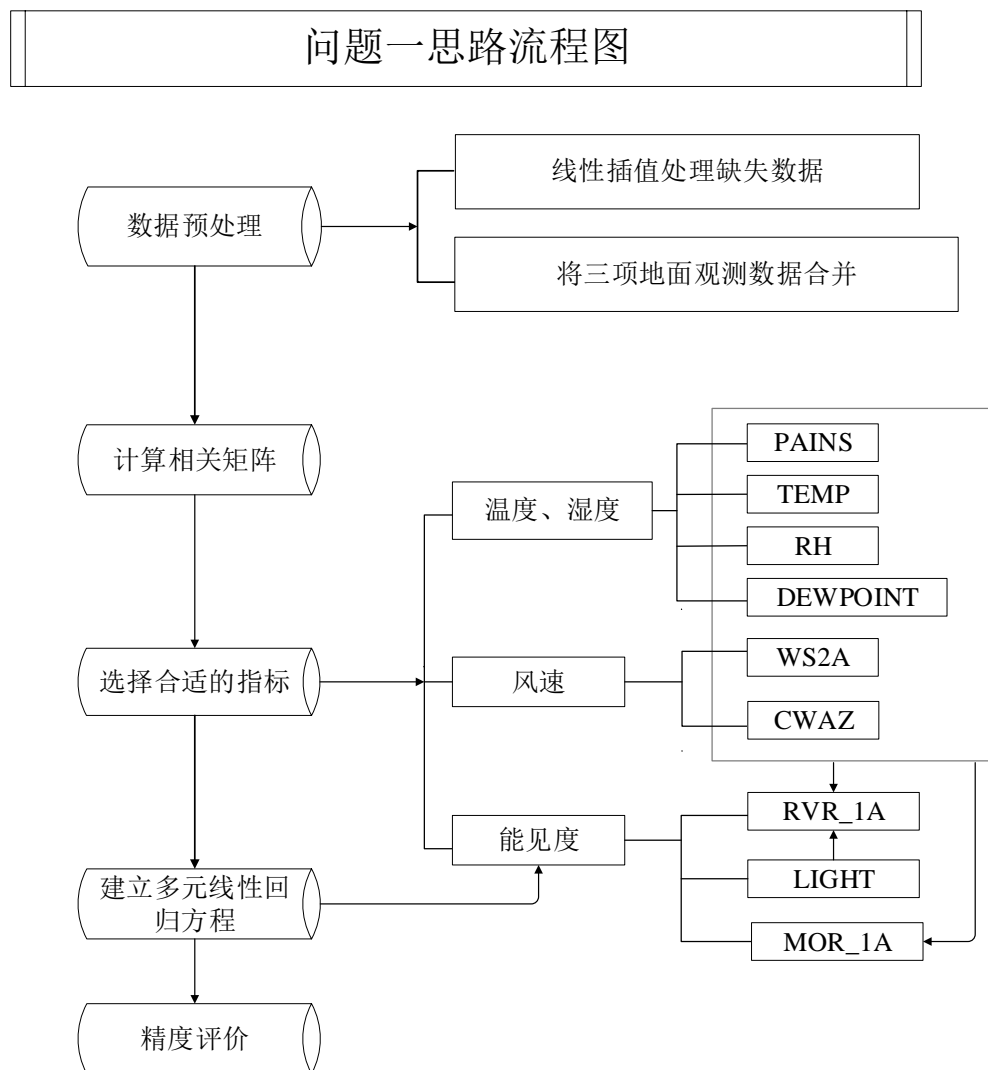 问题一思路流程图
线性插值处理缺失数据
数据预处理
将三项地面观测数据合并
计算相关矩阵
PAINS
温度、湿度
TEMP
RH
DEWPOINT
选择合适的指标
风速
WS2A
CWAZ
能见度
RVR_1A
LIGHT
MOR_1A
建立多元线性回
归方程
精度评价